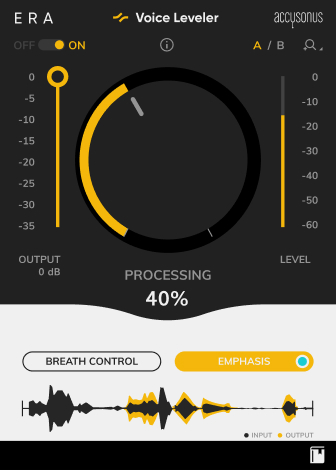 ERA Voice Leveler accusonus
OFF ON A / B
0 0
-5 -10
-10 -20
-15 -30
-20 -40
-25 -50
-30 -60
-35
OUTPUT LEVEL
0 dB
PROCESSING
40%
BREATH CONTROL EMPHASIS
INPUT OUTPUT